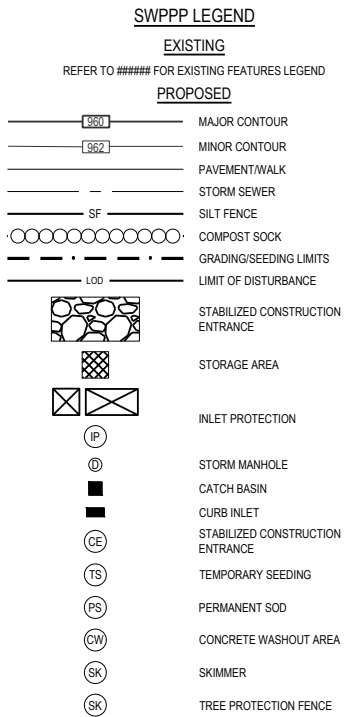 SWPPP LEGEND
EXISTING
REFER TO ###### FOR EXISTING FEATURES LEGEND
PROPOSED
960 MAJOR CONTOUR
962 MINOR CONTOUR
PAVEMENT/WALK
STORM SEWER
SF SILT FENCE
COMPOST SOCK
GRADING/SEEDING LIMITS
LOD LIMIT OF DISTURBANCE
STABILIZED CONSTRUCTION
ENTRANCE
STORAGE AREA
INLET PROTECTION
IP
D STORM MANHOLE
CATCH BASIN
CURB INLET
CE STABILIZED CONSTRUCTION
ENTRANCE
TS TEMPORARY SEEDING
PS PERMANENT SOD
CW CONCRETE WASHOUT AREA
SK SKIMMER
SK TREE PROTECTION FENCE